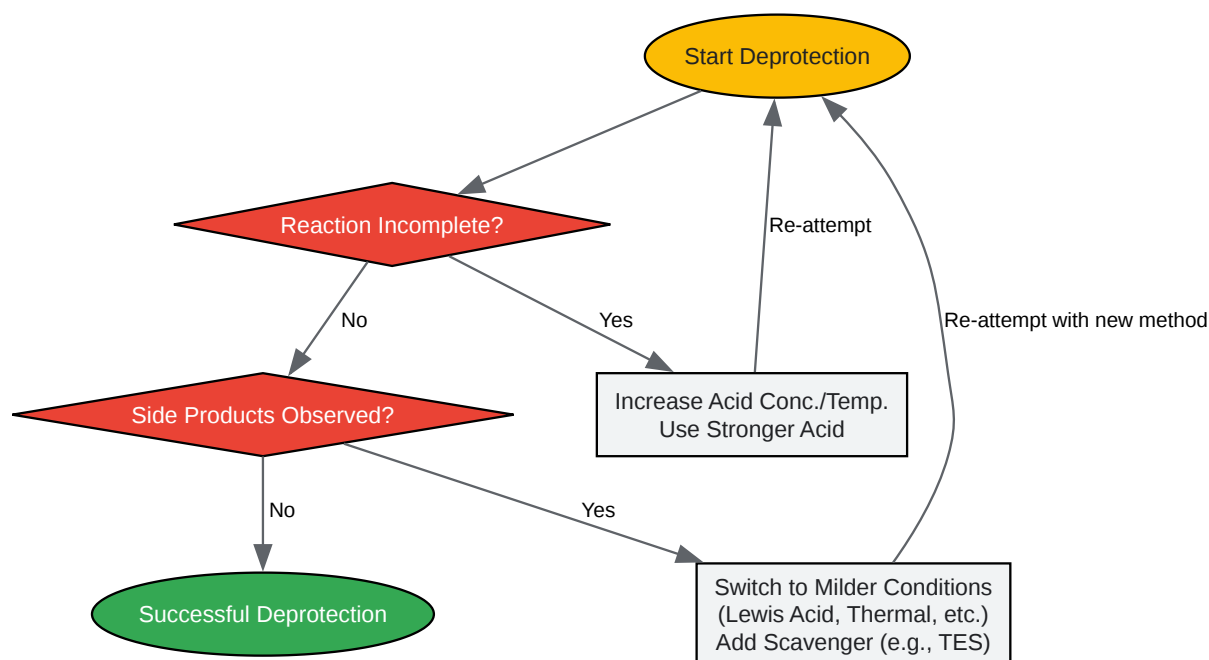 Start Deprotection
Reaction Incomplete?
Re-attempt
No
Yes
Re-attempt with new method
Side Products Observed?
Increase Acid Conc./Temp.
Use Stronger Acid
No
Yes
Successful Deprotection
Switch to Milder Conditions
(Lewis Acid, Thermal, etc.)
Add Scavenger (e.g., TES)